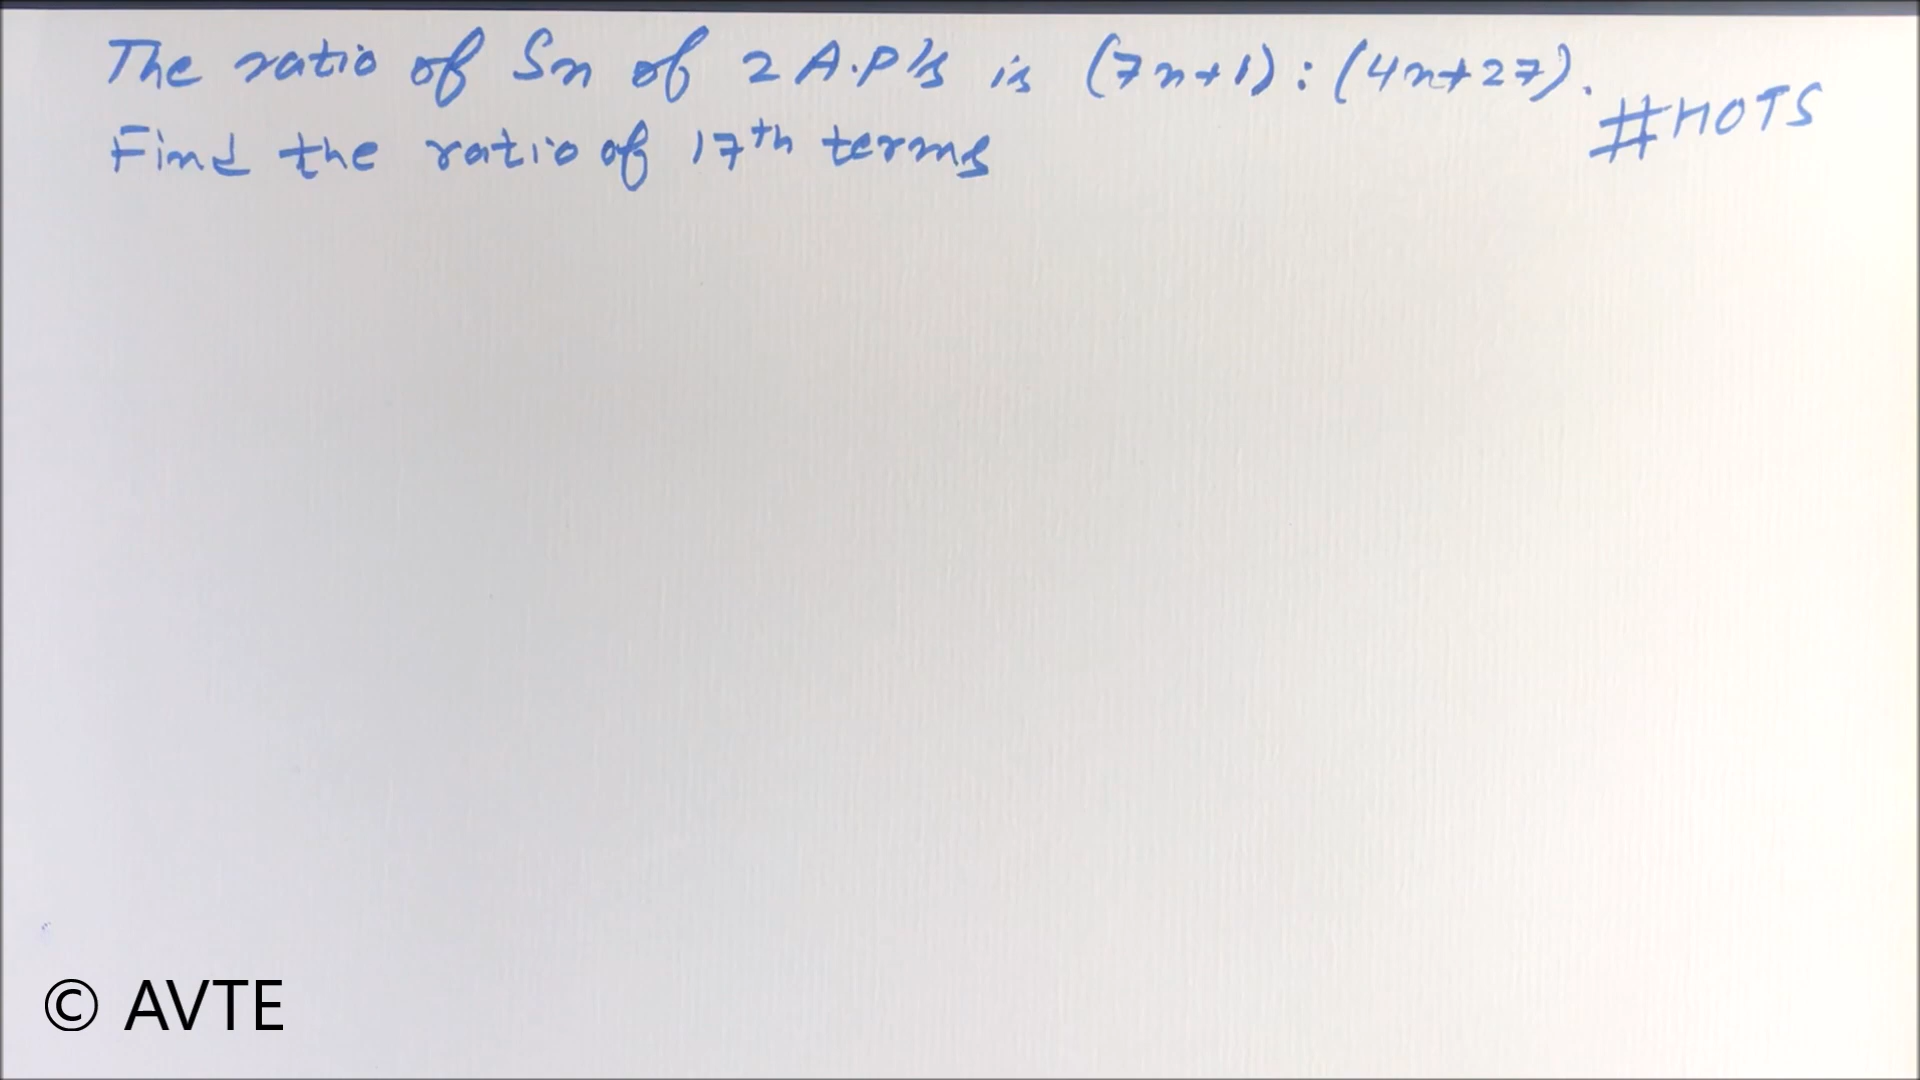 The ratio of Sn of 2 A.P's is (7n+1):(4n+27).
#HOTS
Find the ratio of 17th terms
© AVTE